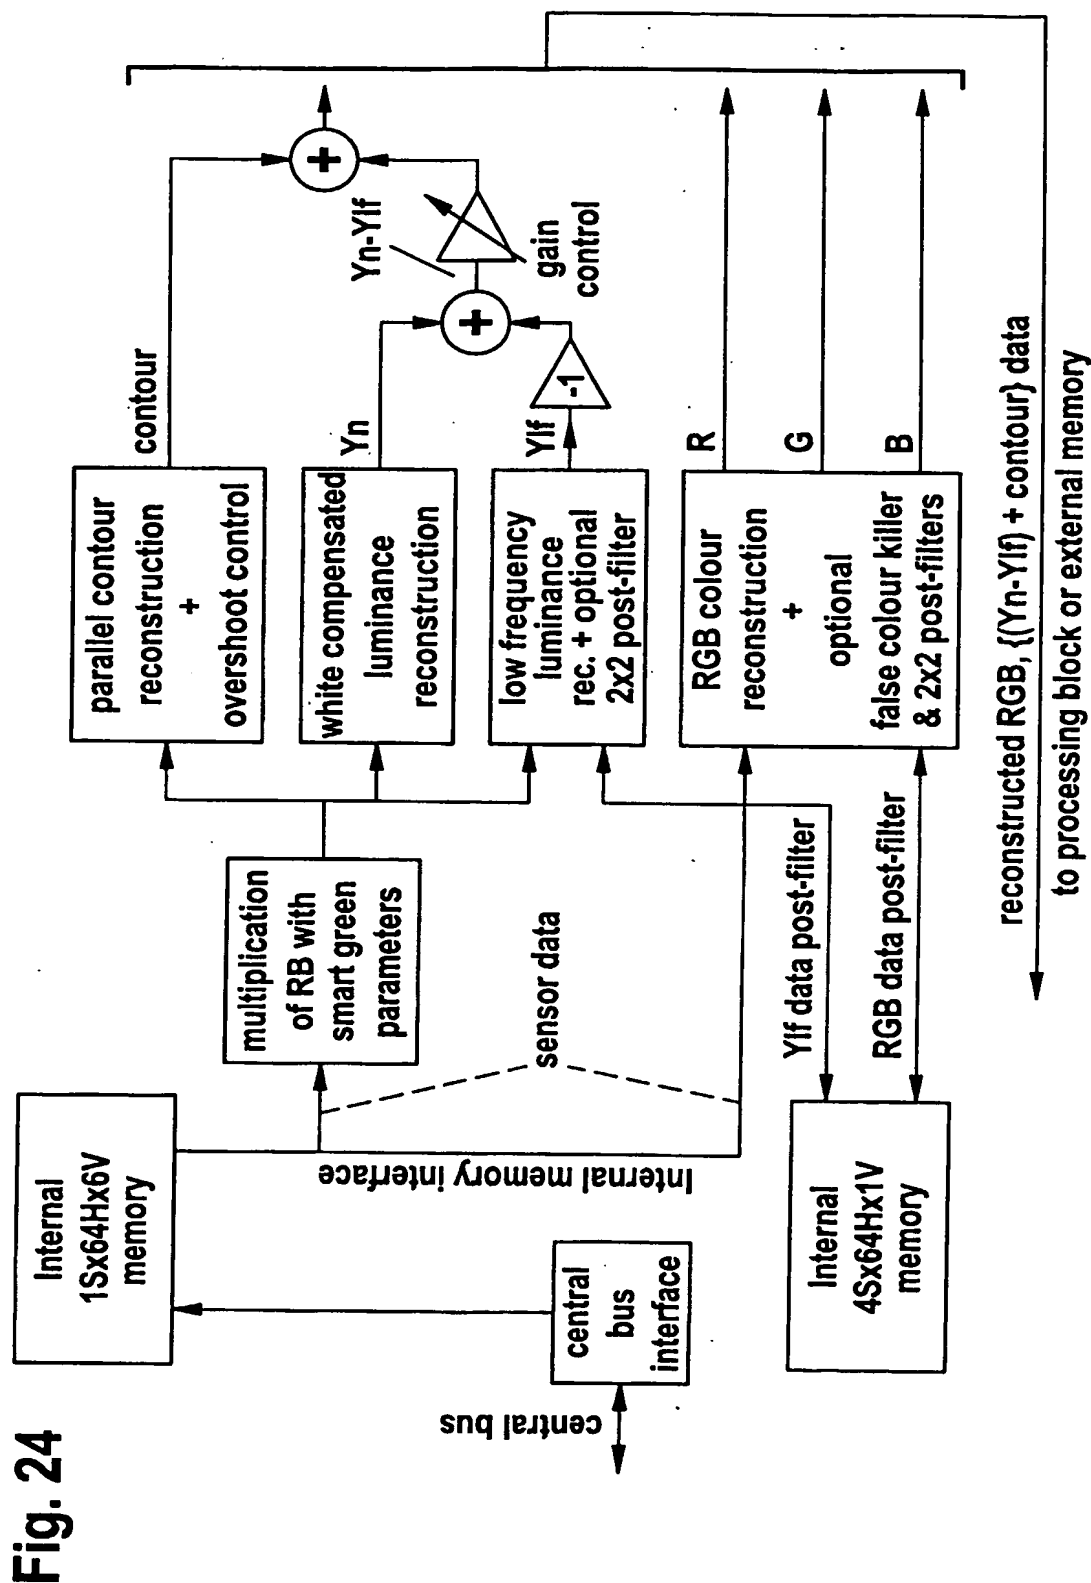 Fig. 24
central bus
central
bus
interface
Internal
1Sx64Hx6V
memory
Internal memory interface
Internal
4Sx64Hx1V
memory
sensor data
multiplication
of RB with
smart green
parameters
Ylf data post-filter
RGB data post-filter
parallel contour
reconstruction
+
overshoot control
white compensated
luminance
reconstruction
low frequency
luminance
rec. + optional
2x2 post-filter
RGB colour
reconstruction
+
optional
false colour killer
& 2x2 post-filters
contour
Yn
Ylf
-1
+
Yn-Ylf
gain
control
+
R
G
B
reconstructed RGB, {(Yn-Ylf) + contour} data
to processing block or external memory